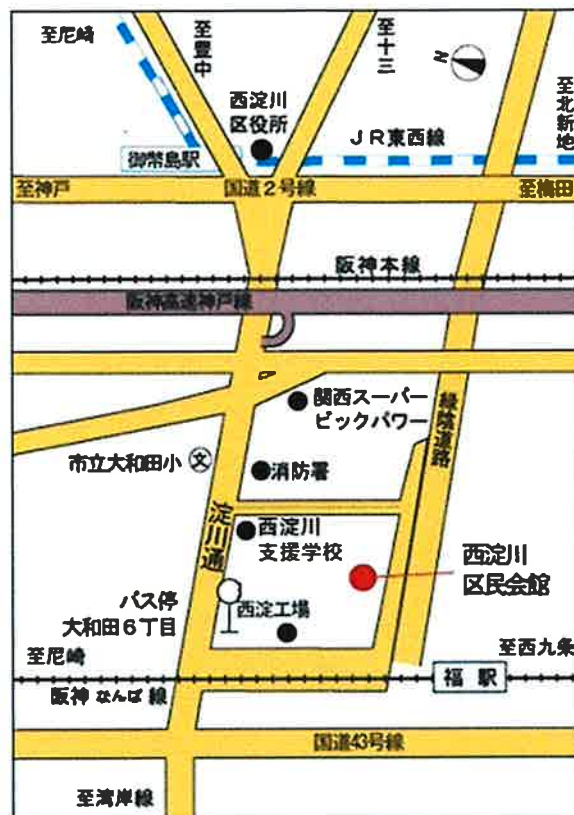 至尼崎
至豊中
至十三
N
西淀川
区役所
至北新地
JR東西線
御幣島駅
至神戸
国道2号線
至梅田
阪神本線
阪神高速神戸線
関西スーパー
ビックパワー
緑陰道路
市立大和田小
文
消防署
淀川通
西淀川
支援学校
西淀川
区民会館
バス停
大和田6丁目
西淀工場
至尼崎
至西九条
阪神なんば線
福駅
国道43号線
至湾岸線